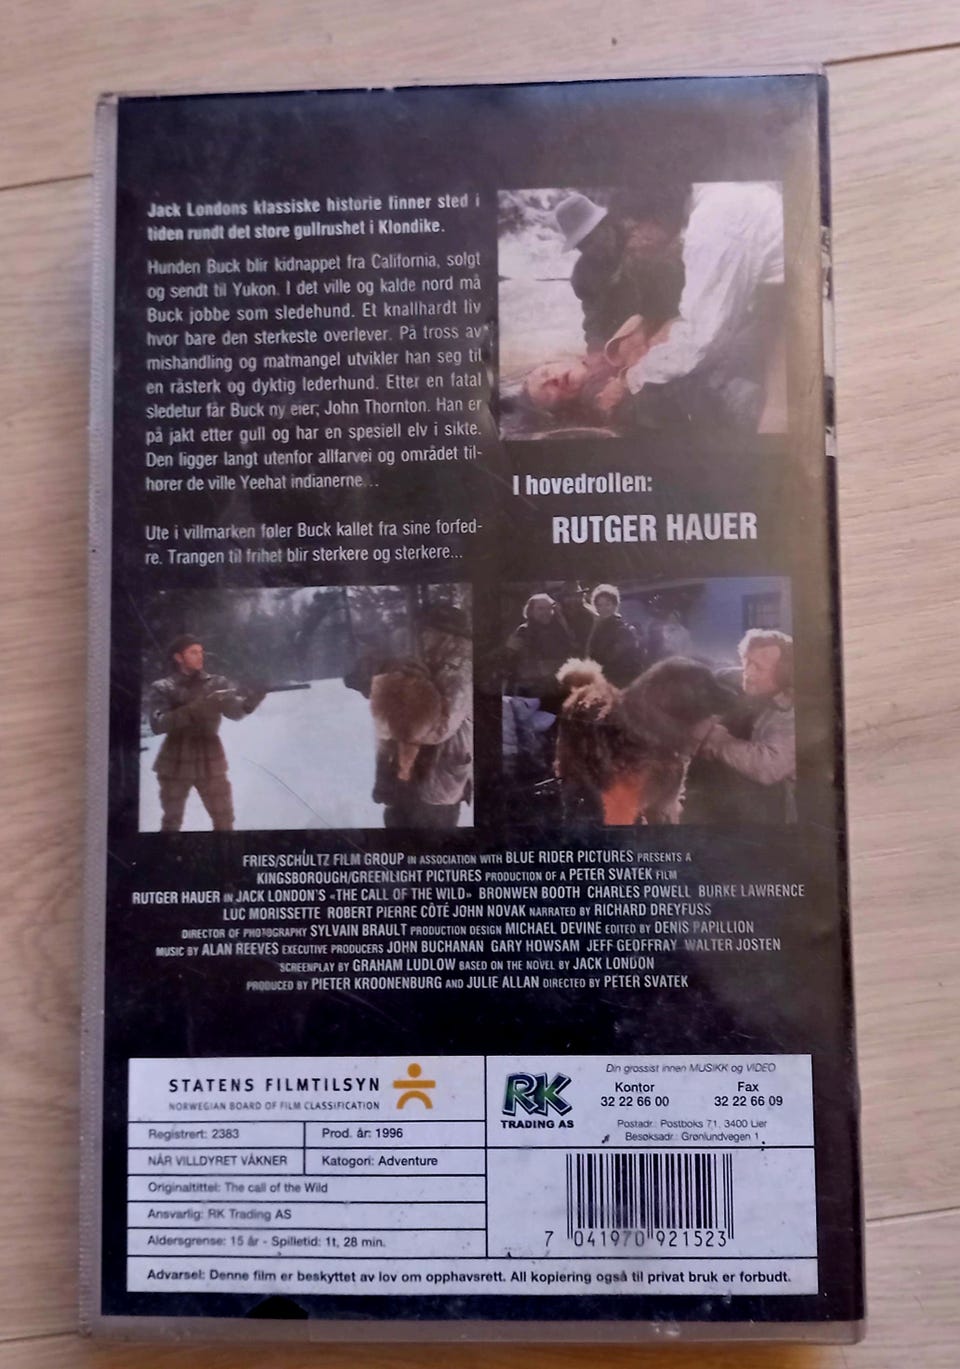 Jack Londons klassiske historie finner sted i
tiden rundt det store gullrushet i Klondike.
Hunden Buck blir kidnappet fra California, solgt
og sendt til Yukon. I det ville og kalde nord må
Buck jobbe som sledehund. Et knallhardt liv
hvor bare den sterkeste overlever. På tross av
mishandling og matmangel utvikler han seg til
en råsterk og dyktig lederhund. Etter en fatal
sledetur får Buck ny eier; John Thornton. Han er
på jakt etter gull og har en spesiell elv i sikte.
Den ligger langt utenfor allfarvei og området til-
hører de ville Yeehat indianerne...
Ute i villmarken føler Buck kallet fra sine forfed-
re. Trangen til frihet blir sterkere og sterkere...
I hovedrollen:
RUTGER HAUER
FRIES/SCHULTZ FILM GROUP IN ASSOCIATION WITH BLUE RIDER PICTURES PRESENTS A
KINGSBOROUGH/GREENLIGHT PICTURES PRODUCTION OF A PETER SVATEK FILM
RUTGER HAUER IN JACK LONDON'S «THE CALL OF THE WILD» BRONWEN BOOTH CHARLES POWELL BURKE LAWRENCE
LUC MORISSETTE ROBERT PIERRE CÔTÉ JOHN NOVAK NARRATED BY RICHARD DREYFUSS
DIRECTOR OF PHOTOGRAPHY SYLVAIN BRAULT PRODUCTION DESIGN MICHAEL DEVINE EDITED BY DENIS PAPILLION
MUSIC BY ALAN REEVES EXECUTIVE PRODUCERS JOHN BUCHANAN GARY HOWSAM JEFF GEOFFRAY WALTER JOSTEN
SCREENPLAY BY GRAHAM LUDLOW BASED ON THE NOVEL BY JACK LONDON
PRODUCED BY PIETER KROONENBURG AND JULIE ALLAN DIRECTED BY PETER SVATEK
STATENS FILMTILSYN
NORWEGIAN BOARD OF FILM CLASSIFICATION
Registrert: 2383 Prod. år: 1996
NÅR VILLDYRET VÅKNER Katogori: Adventure
Originaltittel: The call of the Wild
Ansvarlig: RK Trading AS
Aldersgrense: 15 år - Spilletid: 1t, 28 min.
RK
TRADING AS
Din grossist innen MUSIKK og VIDEO
Kontor Fax
32 22 66 00 32 22 66 09
Postadr.: Postboks 71, 3400 Lier
Besøksadr.: Grønlundvegen 1
7 041970 921523
Advarsel: Denne film er beskyttet av lov om opphavsrett. All kopiering også til privat bruk er forbudt.